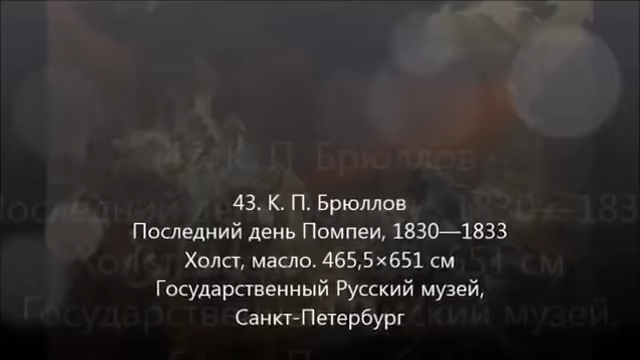 43. К. П. Брюллов
Последний день Помпеи, 1830—1833
Холст, масло. 465,5×651 см
Государственный Русский музей,
Санкт-Петербург